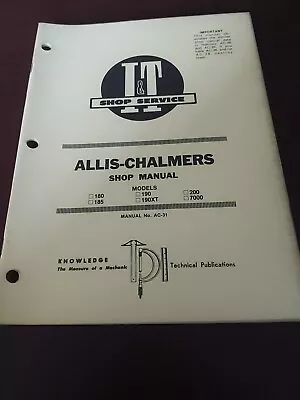 IMPORTANT
I&T
SHOP SERVICE
ALLIS-CHALMERS
SHOP MANUAL
MODELS
□ 180 □ 190 □ 200
□ 185 □ 190XT □ 7000
MANUAL No. AC-31
KNOWLEDGE
The Measure of a Mechanic
Technical Publications